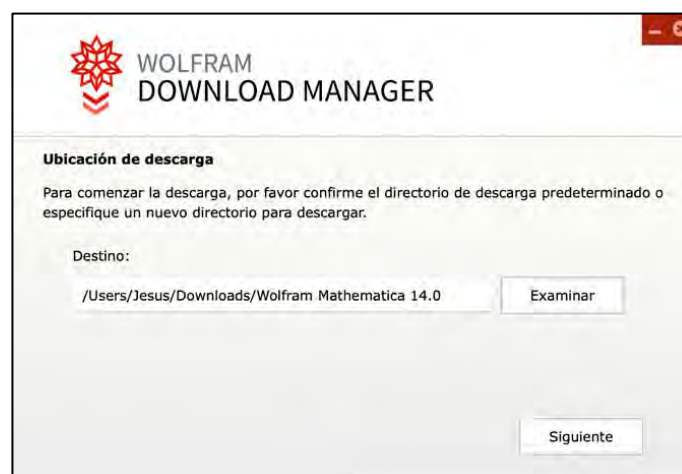 WOLFRAM
DOWNLOAD MANAGER
Ubicación de descarga
Para comenzar la descarga, por favor confirme el directorio de descarga predeterminado o
especifique un nuevo directorio para descargar.
Destino:
/Users/Jesus/Downloads/Wolfram Mathematica 14.0 Examinar
Siguiente